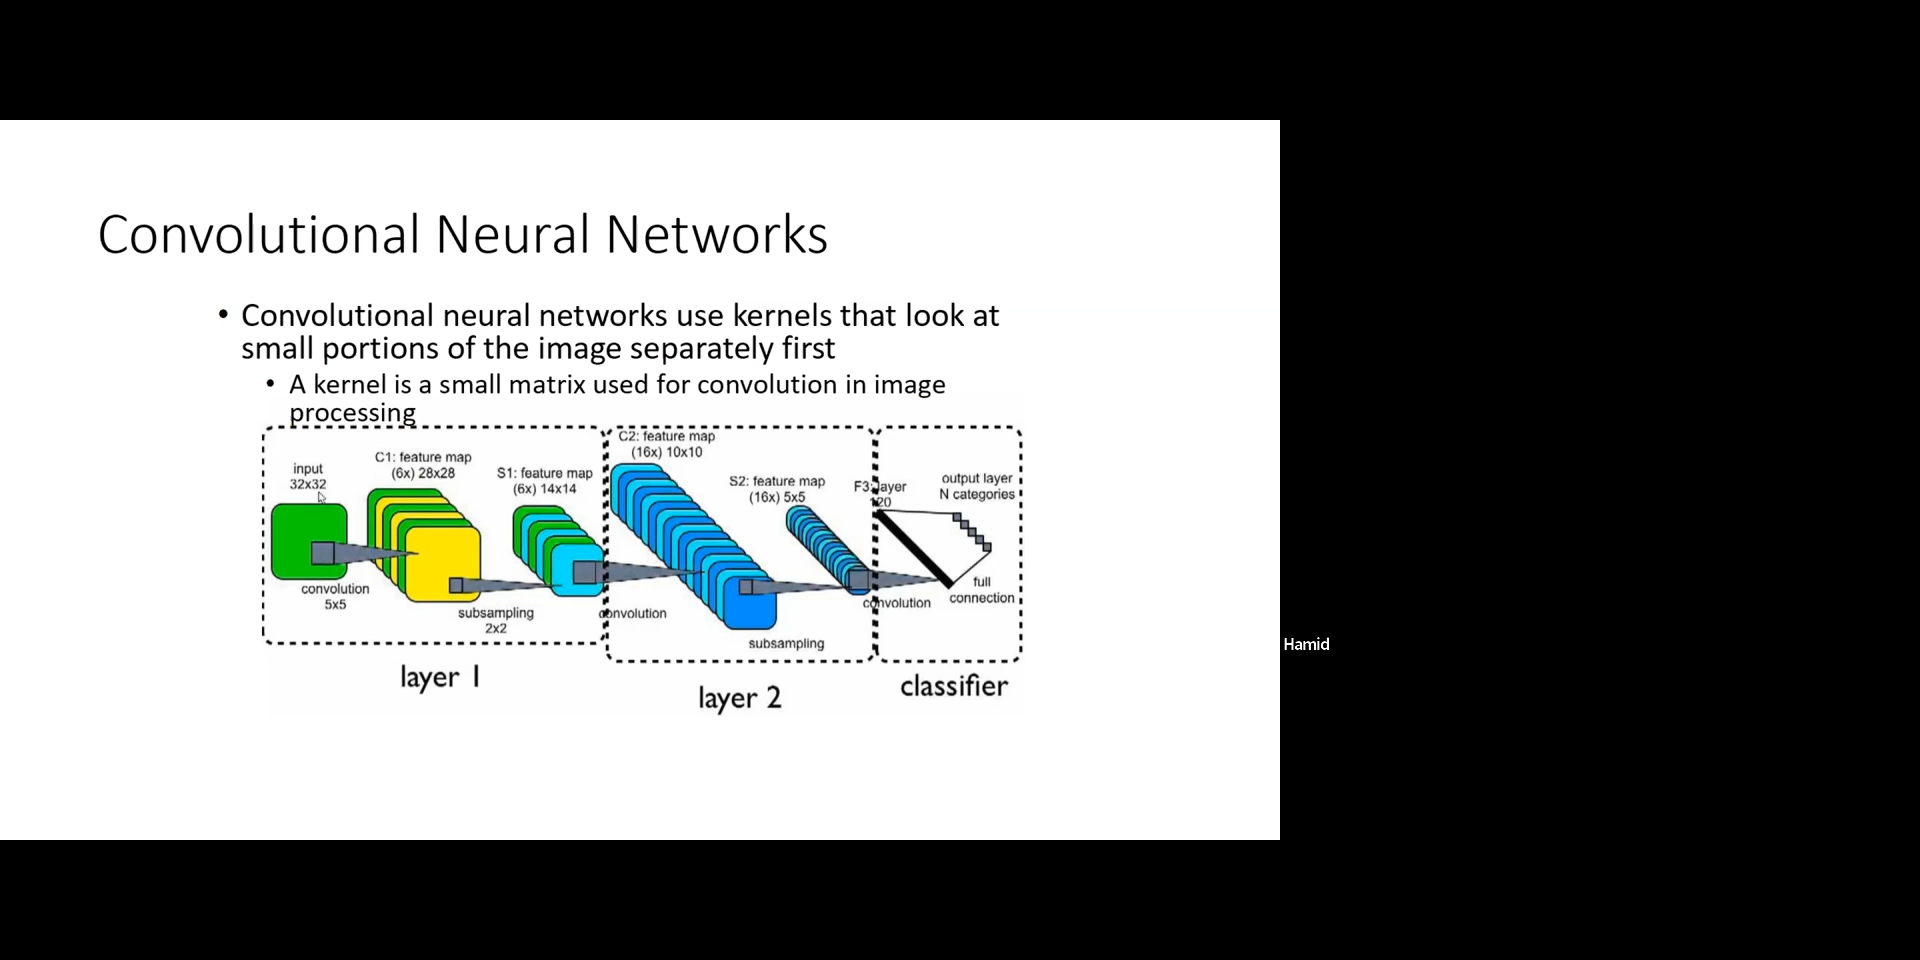 Convolutional Neural Networks
• Convolutional neural networks use kernels that look at
small portions of the image separately first
• A kernel is a small matrix used for convolution in image
processing
input
32x32
C1: feature map
(6x) 28x28
S1: feature map
(6x) 14x14
C2: feature map
(16x) 10x10
S2: feature map
(16x) 5x5
F3: layer
120
output layer
N categories
convolution
5x5
subsampling
2x2
convolution
subsampling
convolution
full
connection
layer 1
layer 2
classifier
Hamid